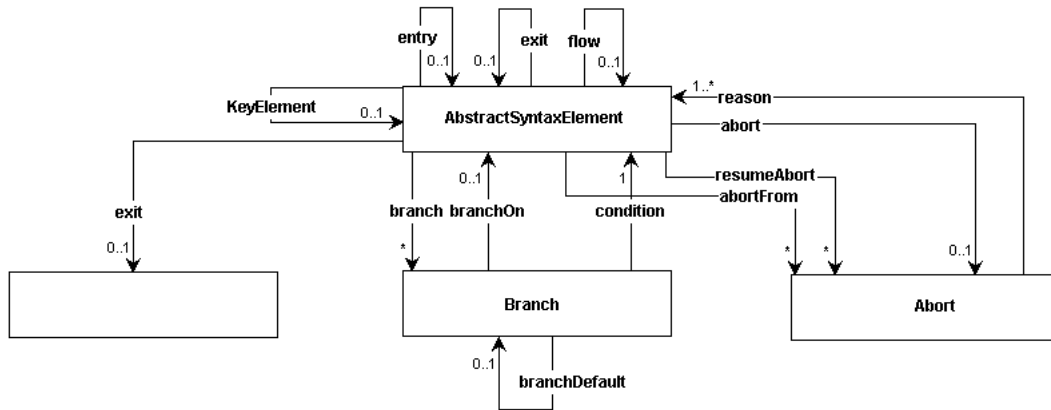 entry
exit
flow
0..1
0..1
0..1
KeyElement
0..1
AbstractSyntaxElement
1..*
reason
abort
resumeAbort
abortFrom
0..1
1
exit
branch
branchOn
condition
0..1
*
*
*
0..1
Branch
Abort
0..1
branchDefault